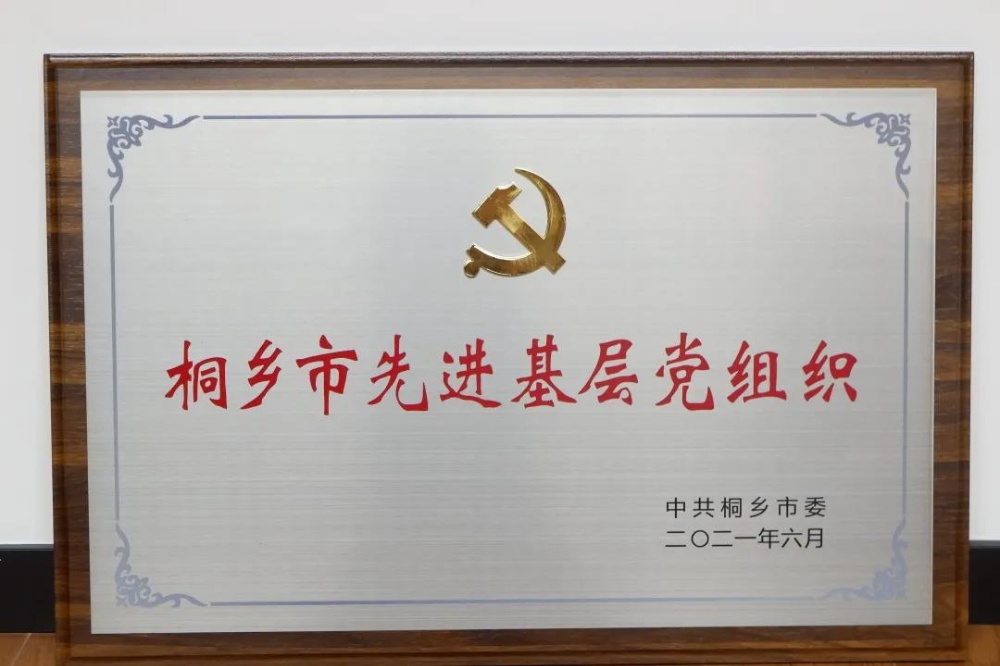 桐乡市先进基层党组织
中共桐乡市委
二〇二一年六月